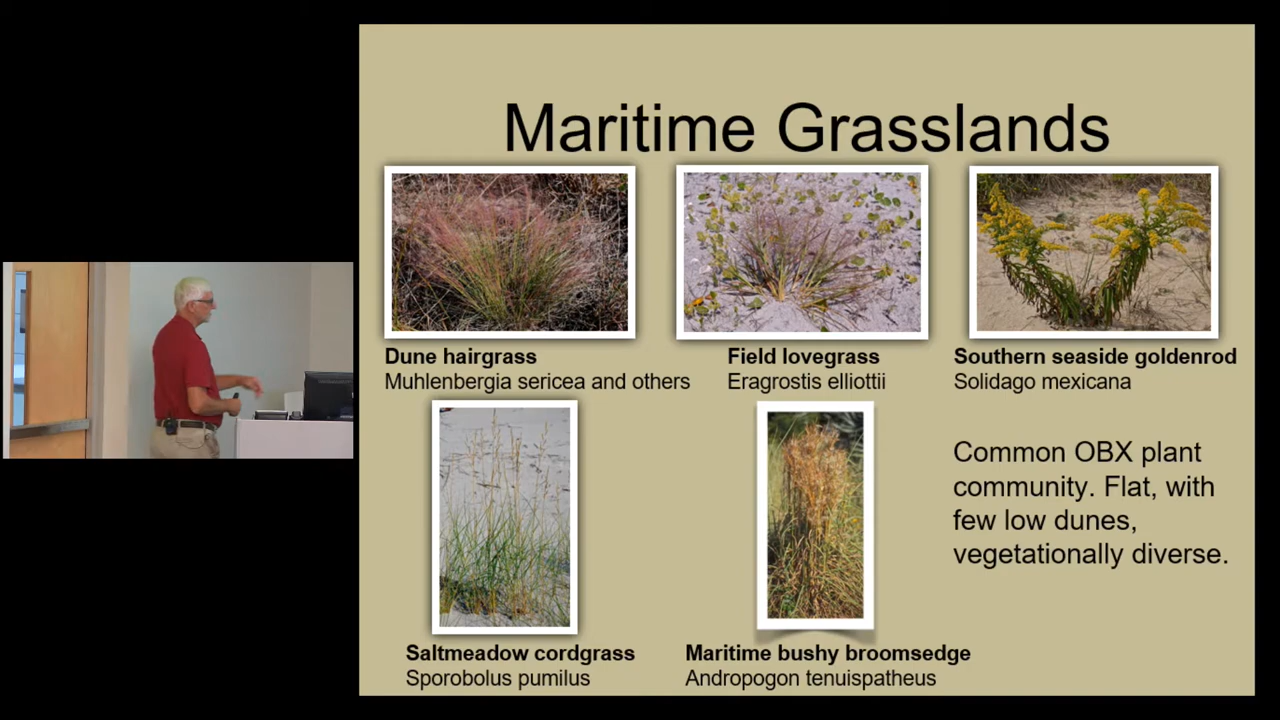 Maritime Grasslands
Dune hairgrass
Muhlenbergia sericea and others
Field lovegrass
Eragrostis elliottii
Southern seaside goldenrod
Solidago mexicana
Common OBX plant
community. Flat, with
few low dunes,
vegetationally diverse.
Saltmeadow cordgrass
Sporobolus pumilus
Maritime bushy broomsedge
Andropogon tenuispatheus